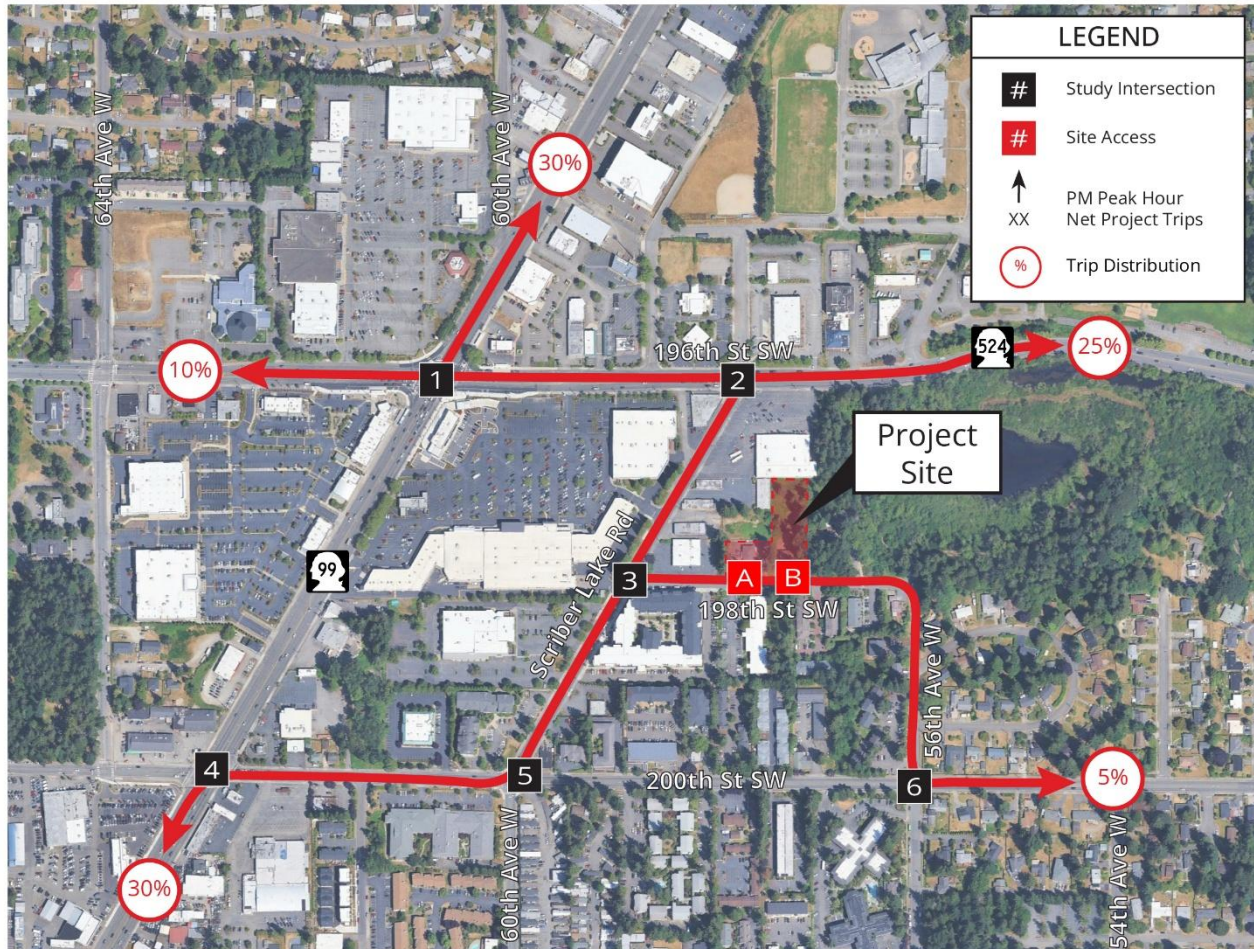 LEGEND
# Study Intersection
# Site Access
XX PM Peak Hour
Net Project Trips
% Trip Distribution
64th Ave W
60th Ave W
30%
10%
1
196th St SW
2
524
25%
Project
Site
99
Scriber Lake Rd
3
A
B
198th St SW
56th Ave W
4
5
200th St SW
6
5%
30%
60th Ave W
54th Ave W